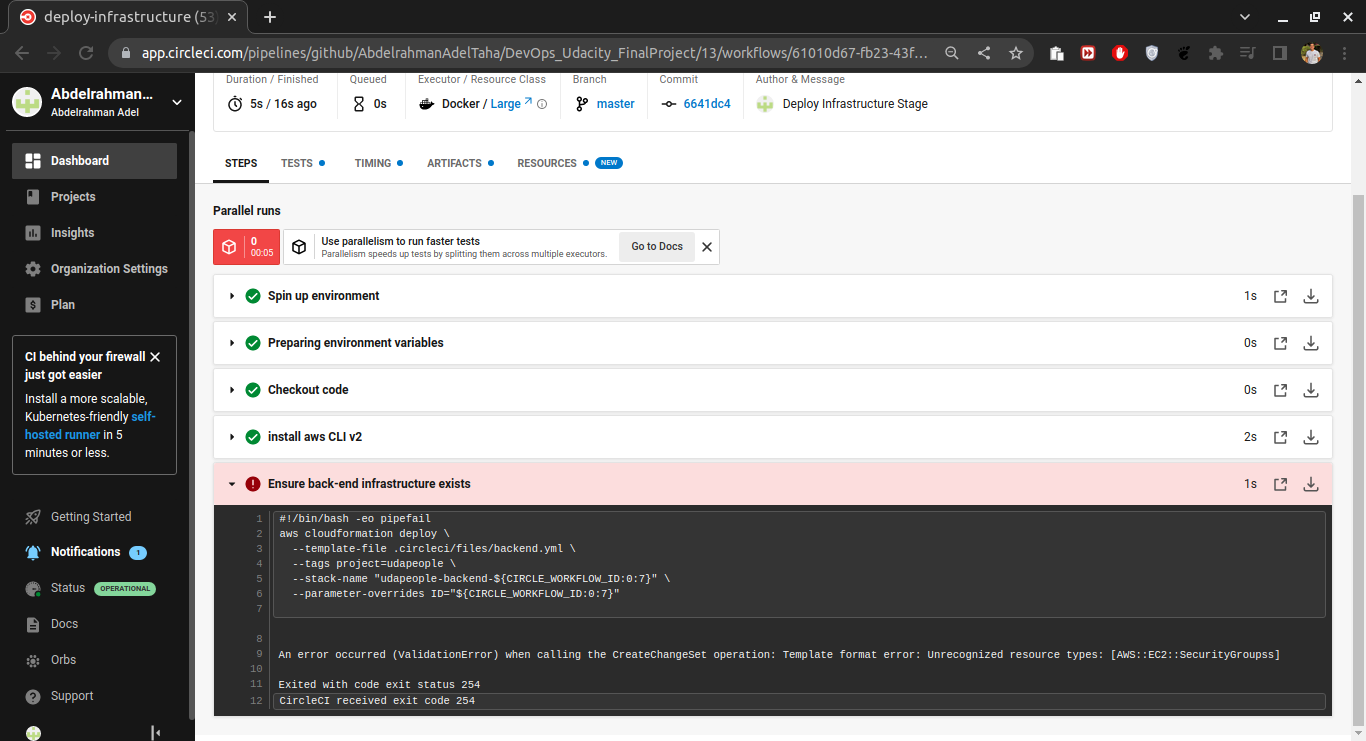 deploy-infrastructure (53)
app.circleci.com/pipelines/github/AbdelrahmanAdelTaha/DevOps_Udacity_FinalProject/13/workflows/61010d67-fb23-43f...
Abdelrahman...
Abdelrahman Adel
Dashboard
Projects
Insights
Organization Settings
Plan
CI behind your firewall
just got easier
Install a more scalable,
Kubernetes-friendly self-
hosted runner in 5
minutes or less.
Getting Started
Notifications 1
Status OPERATIONAL
Docs
Orbs
Support
Duration / Finished Queued Executor / Resource Class Branch Commit Author & Message
5s / 16s ago 0s Docker / Large master 6641dc4 Deploy Infrastructure Stage
STEPS TESTS TIMING ARTIFACTS RESOURCES NEW
Parallel runs
0
00:05
Use parallelism to run faster tests
Parallelism speeds up tests by splitting them across multiple executors.
Go to Docs
Spin up environment 1s
Preparing environment variables 0s
Checkout code 0s
install aws CLI v2 2s
Ensure back-end infrastructure exists 1s
1 #!/bin/bash -eo pipefail
2 aws cloudformation deploy \
3 --template-file .circleci/files/backend.yml \
4 --tags project=udapeople \
5 --stack-name "udapeople-backend-${CIRCLE_WORKFLOW_ID:0:7}" \
6 --parameter-overrides ID="${CIRCLE_WORKFLOW_ID:0:7}"
7
8
9 An error occurred (ValidationError) when calling the CreateChangeSet operation: Template format error: Unrecognized resource types: [AWS::EC2::SecurityGroupss]
10
11 Exited with code exit status 254
12 CircleCI received exit code 254